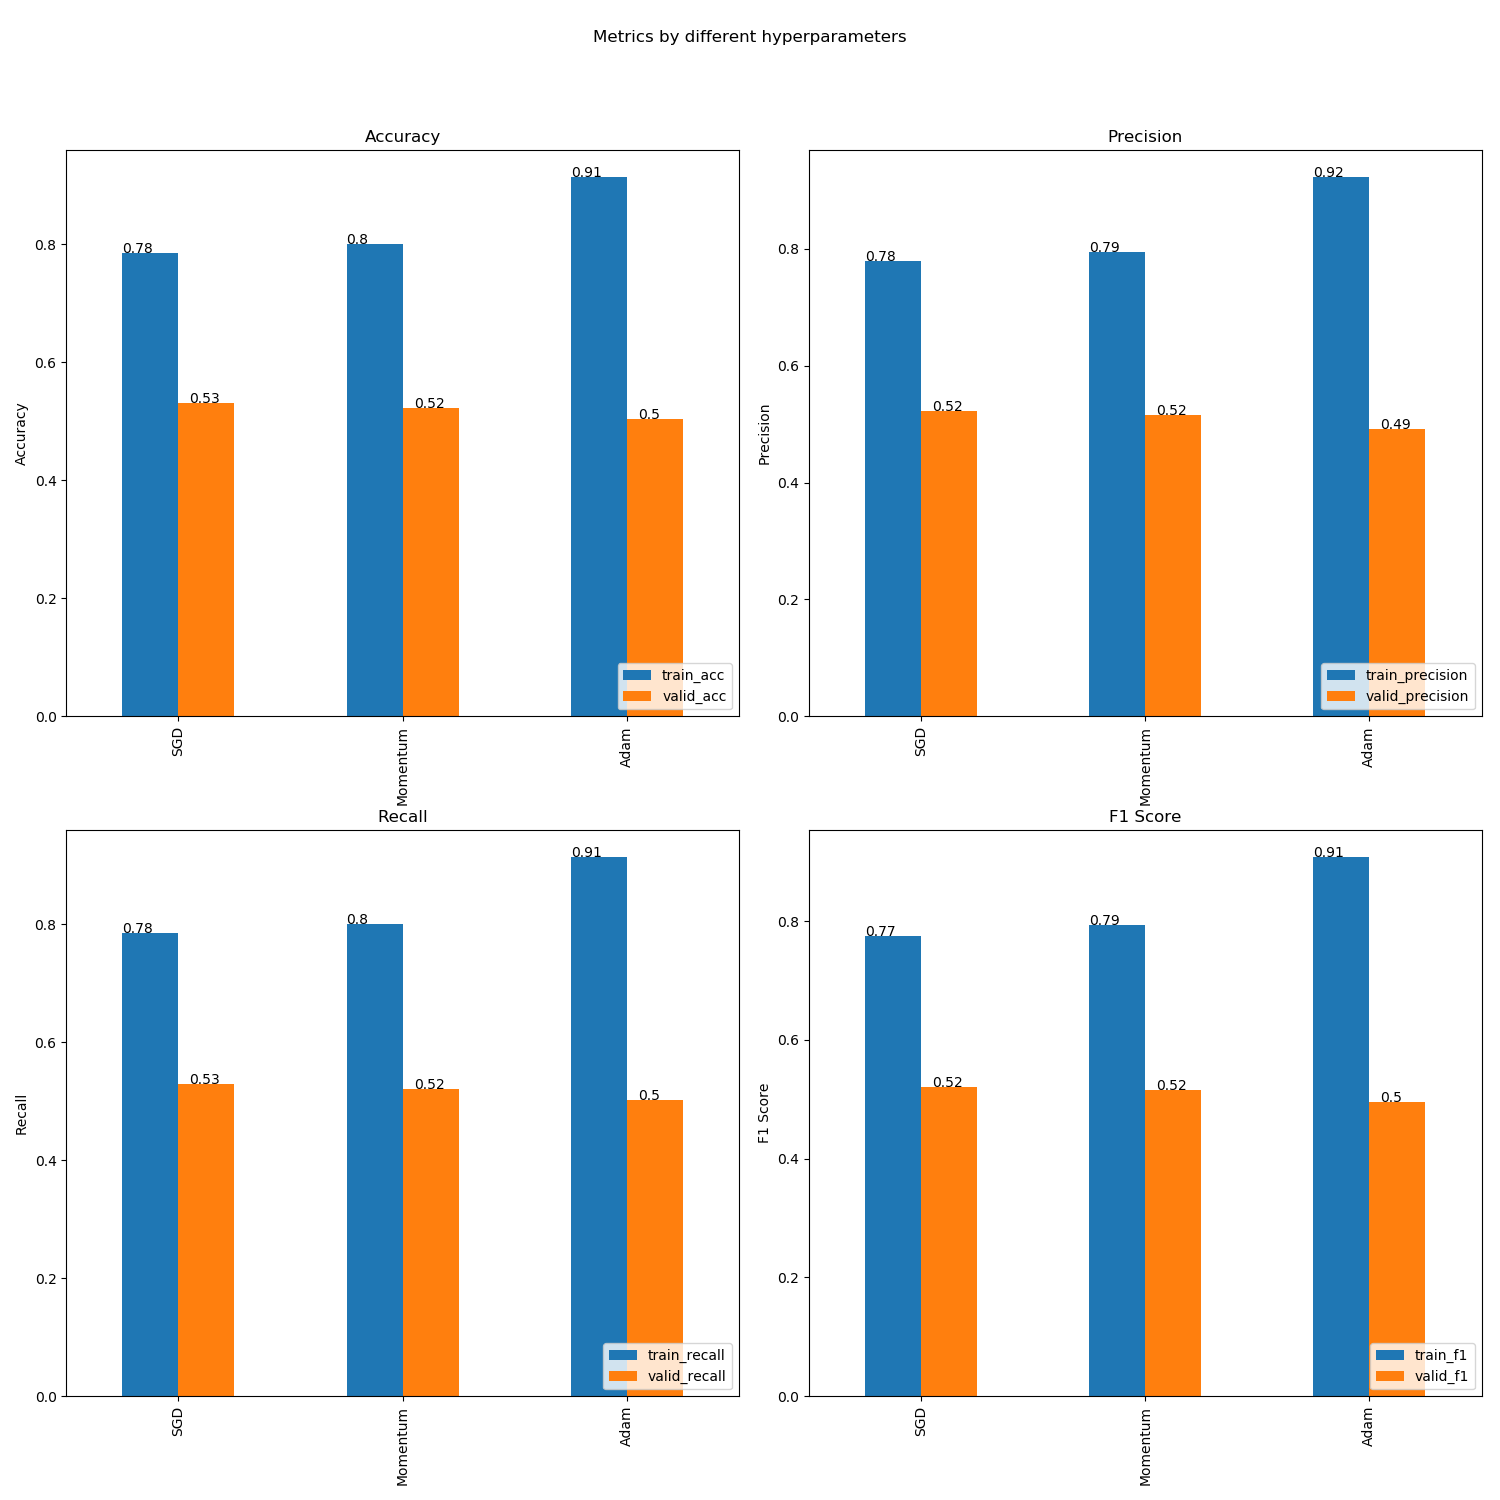 Metrics by different hyperparameters
Accuracy
Accuracy
0.8
0.6
0.4
0.2
0.0
0.78
0.53
0.8
0.52
0.91
0.5
train_acc
valid_acc
SGD
Momentum
Adam
Precision
Precision
0.8
0.6
0.4
0.2
0.0
0.78
0.52
0.79
0.52
0.92
0.49
train_precision
valid_precision
SGD
Momentum
Adam
Recall
Recall
0.8
0.6
0.4
0.2
0.0
0.78
0.53
0.8
0.52
0.91
0.5
train_recall
valid_recall
SGD
Momentum
Adam
F1 Score
F1 Score
0.8
0.6
0.4
0.2
0.0
0.77
0.52
0.79
0.52
0.91
0.5
train_f1
valid_f1
SGD
Momentum
Adam